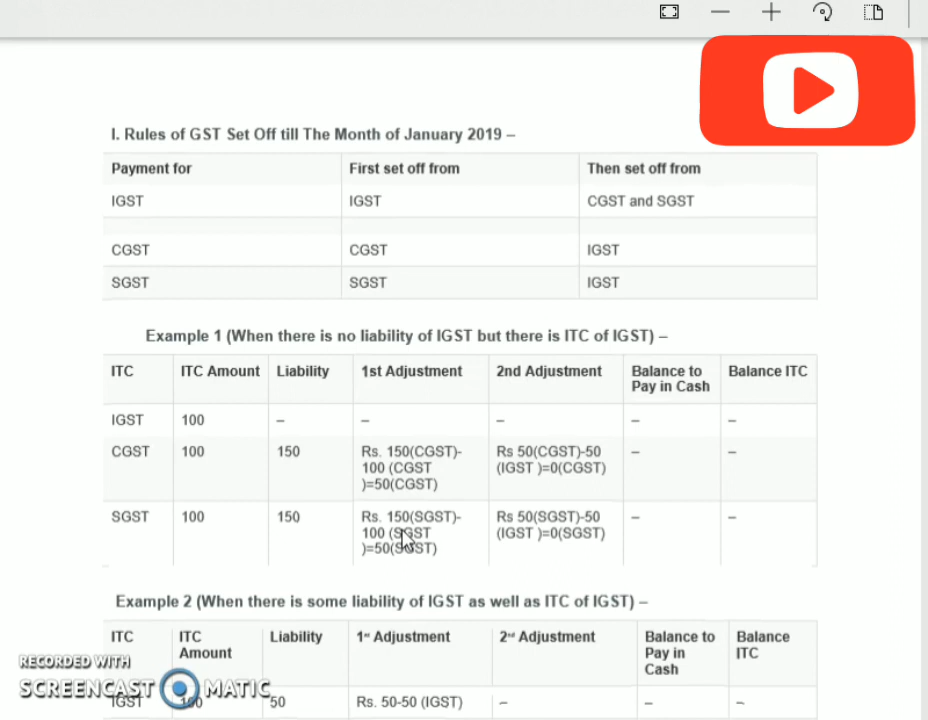 I. Rules of GST Set Off till The Month of January 2019 –
Payment for First set off from Then set off from
IGST IGST CGST and SGST
CGST CGST IGST
SGST SGST IGST
Example 1 (When there is no liability of IGST but there is ITC of IGST) –
ITC ITC Amount Liability 1st Adjustment 2nd Adjustment Balance to Balance ITC
Pay in Cash
IGST 100 – – – – –
CGST 100 150 Rs. 150(CGST)- Rs 50(CGST)-50 – –
100 (CGST (IGST )=0(CGST)
)=50(CGST)
SGST 100 150 Rs. 150(SGST)- Rs 50(SGST)-50 – –
100 (SGST (IGST )=0(SGST)
)=50(SGST)
Example 2 (When there is some liability of IGST as well as ITC of IGST) –
ITC ITC Liability 1st Adjustment 2nd Adjustment Balance to Balance
Amount Pay in ITC
Cash
RECORDED WITH
SCREENCAST MATIC
IGST 100 50 Rs. 50-50 (IGST) – – –